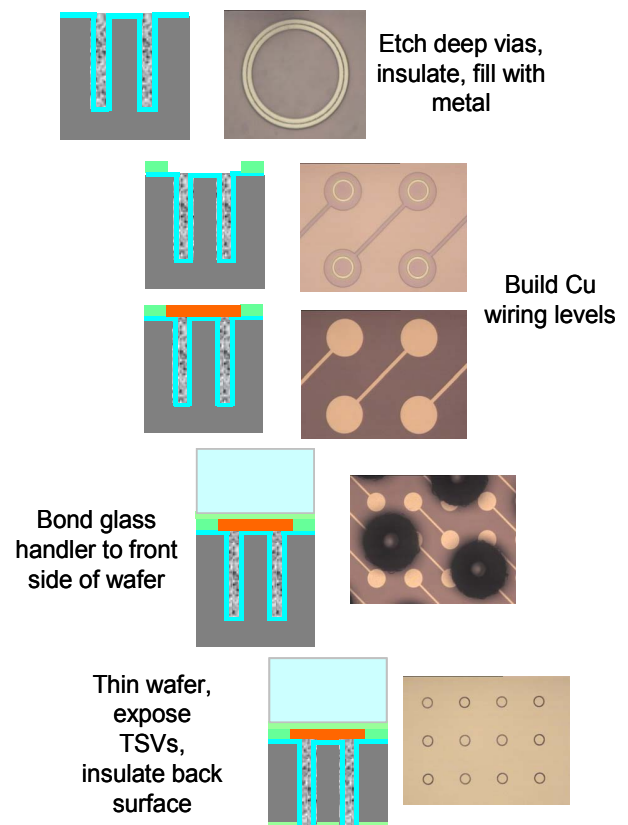 Etch deep vias,
insulate, fill with
metal
Build Cu
wiring levels
Bond glass
handler to front
side of wafer
Thin wafer,
expose
TSVs,
insulate back
surface